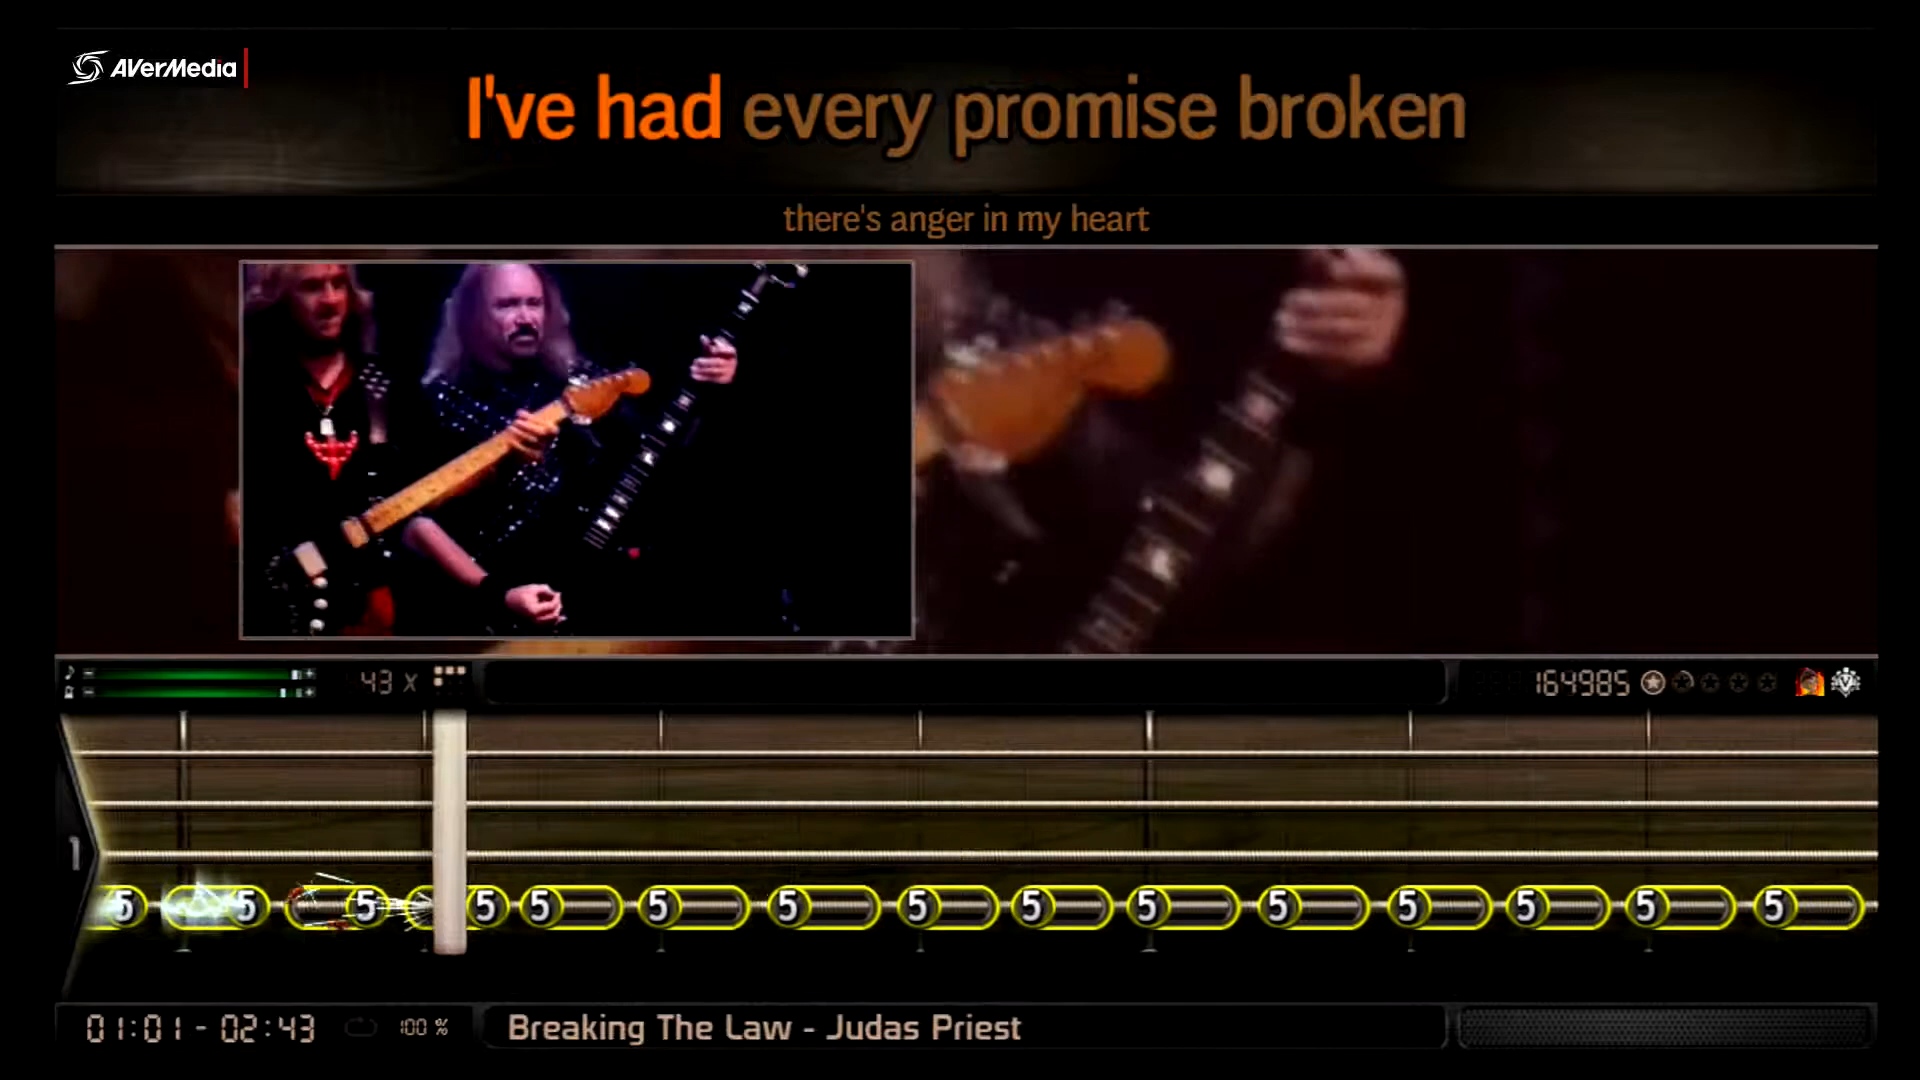 AVerMedia
I've had every promise broken
there's anger in my heart
43 X
164985
1
5 5 5 5 5 5 5 5 5 5 5 5 5 5 5
01:01 - 02:43
100 %
Breaking The Law - Judas Priest